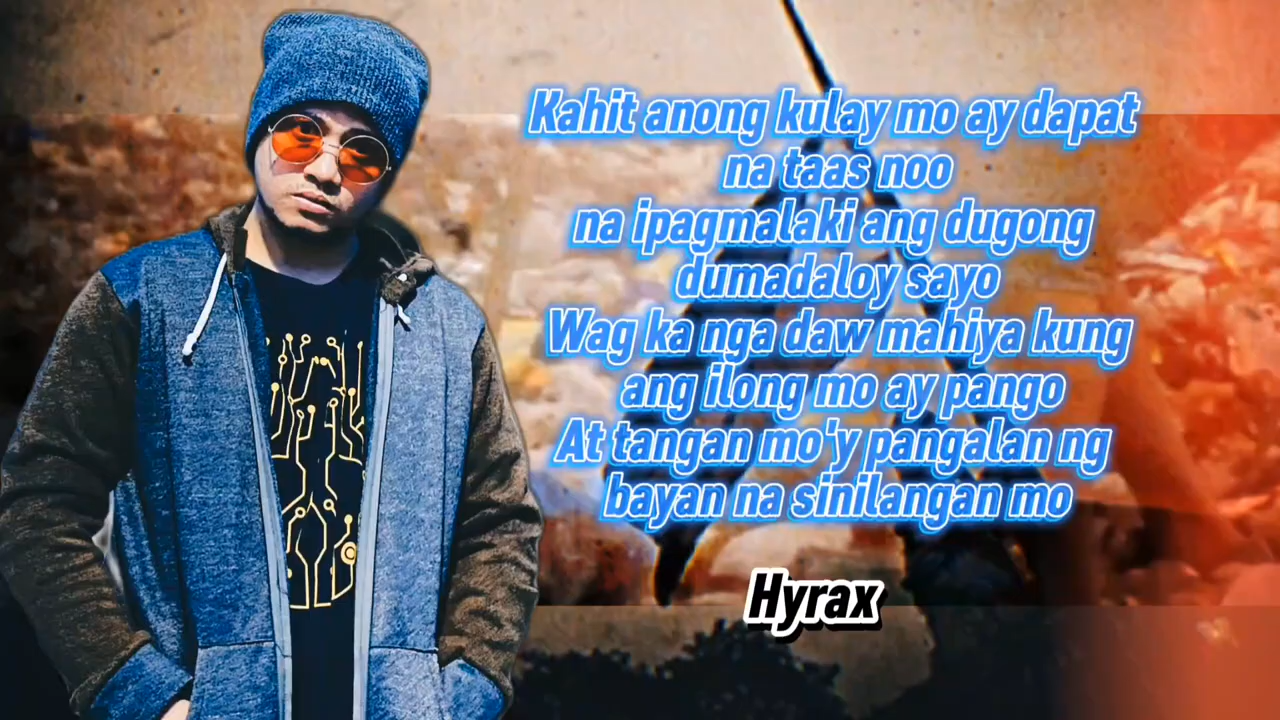 Kahit anong kulay mo ay dapat
na taas noo
na ipagmalaki ang dugong
dumadaloy sayo
Wag ka nga daw mahiya kung
ang ilong mo ay pango
At tangan mo'y pangalan ng
bayan na sinilangan mo
Hyrax